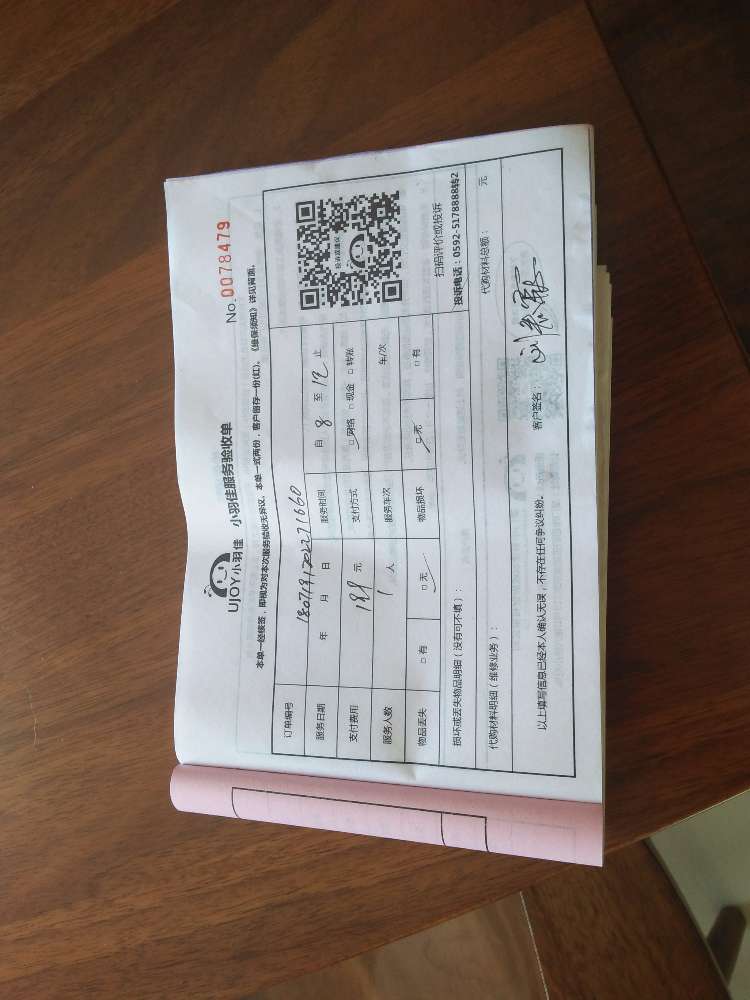 UJOY小羽佳 小羽佳服务验收单
No.0078479
本单一经续签，即视为对本次服务验收无异议。本单一式两份，客户留存一份(红)。《维保须知》详见背面。
订单编号 1807191702271660
服务日期 年 月 日 服务时间 自 8 至 12 止
支付费用 199 元 支付方式 □网络 □现金 □转账
服务人数 1 人 服务车次 车/次
物品丢失 □有 □无 物品损坏 □无 □有
投诉或建议
扫码评价或投诉
投诉电话：0592-5178888转2
损坏或丢失物品明细（没有可不填）：
代购材料明细（维修业务）： 代购材料总额： 元
以上填写信息已经本人确认无误，不存在任何争议纠纷。 客户签名：